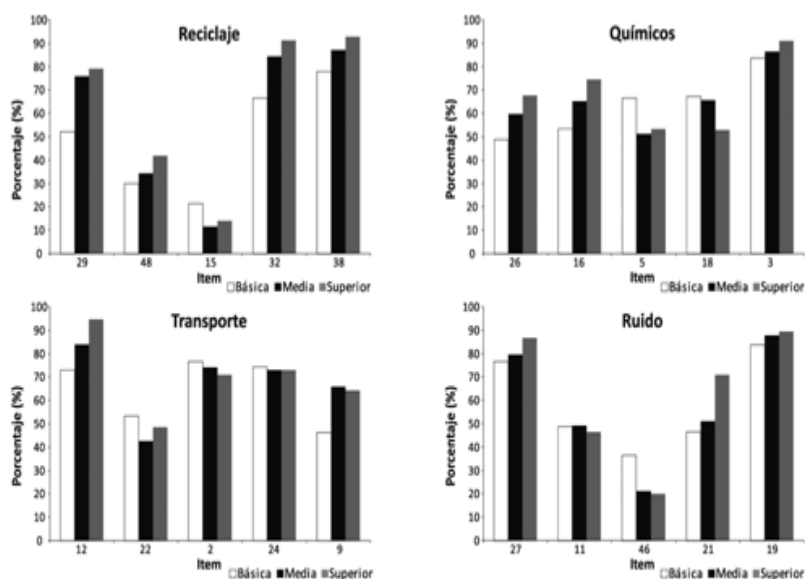 Reciclaje
Porcentaje (%)
100
90
80
70
60
50
40
30
20
10
0
29 48 15 32 38
Item
Básica Media Superior
Químicos
Porcentaje (%)
100
90
80
70
60
50
40
30
20
10
0
26 16 5 18 3
Item
Básica Media Superior
Transporte
Porcentaje (%)
100
90
80
70
60
50
40
30
20
10
0
12 22 2 24 9
Item
Básica Media Superior
Ruido
Porcentaje (%)
100
90
80
70
60
50
40
30
20
10
0
27 11 46 21 19
Item
Básica Media Superior